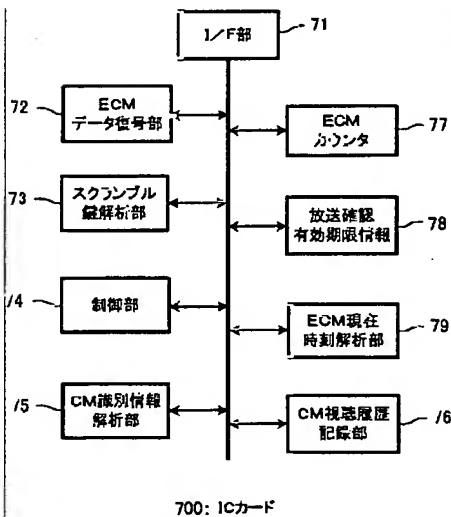 I/F部
71
72
ECM
データ復号部
ECM
カウンタ
77
73
スクランブル
鍵解析部
放送確認
有効期限情報
78
/4
制御部
ECM現在
時刻解析部
79
/5
CM識別情報
解析部
CM視聴履歴
記録部
/6
700: ICカード